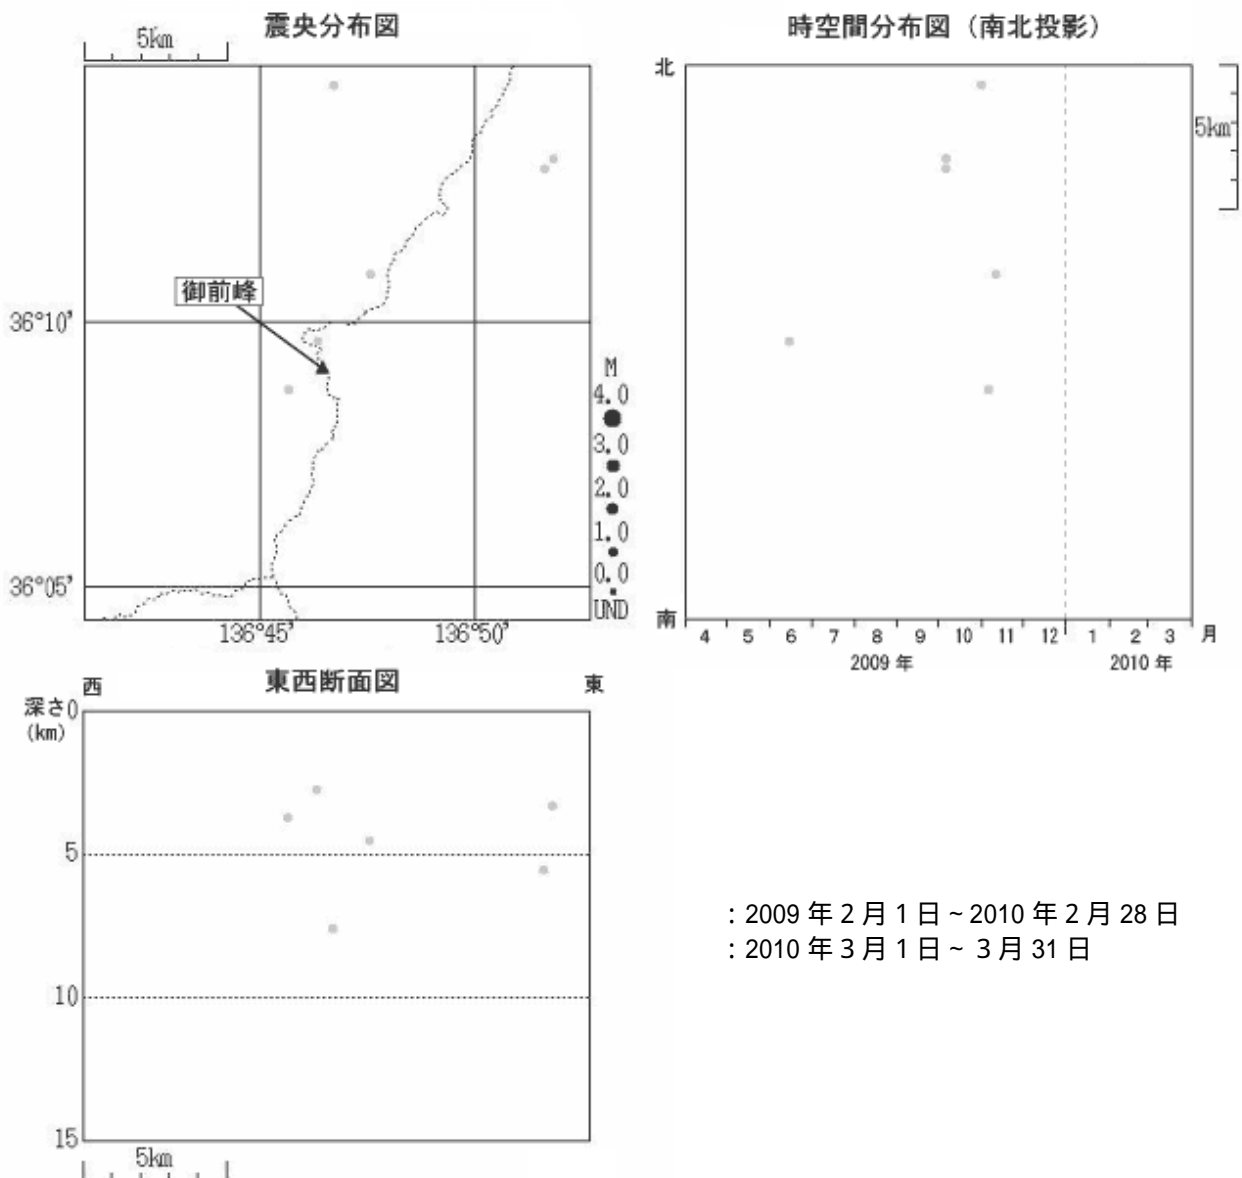 震央分布図
5km
御前峰
36°10'
36°05'
136°45'
136°50'
M
4.0
3.0
2.0
1.0
0.0
UND
時空間分布図（南北投影）
北
5km
南
4 5 6 7 8 9 10 11 12 1 2 3 月
2009 年 2010 年
東西断面図
西 東
深さ0
(km)
5
10
15
5km
：2009 年 2 月 1 日 ~ 2010 年 2 月 28 日
：2010 年 3 月 1 日 ~ 3 月 31 日